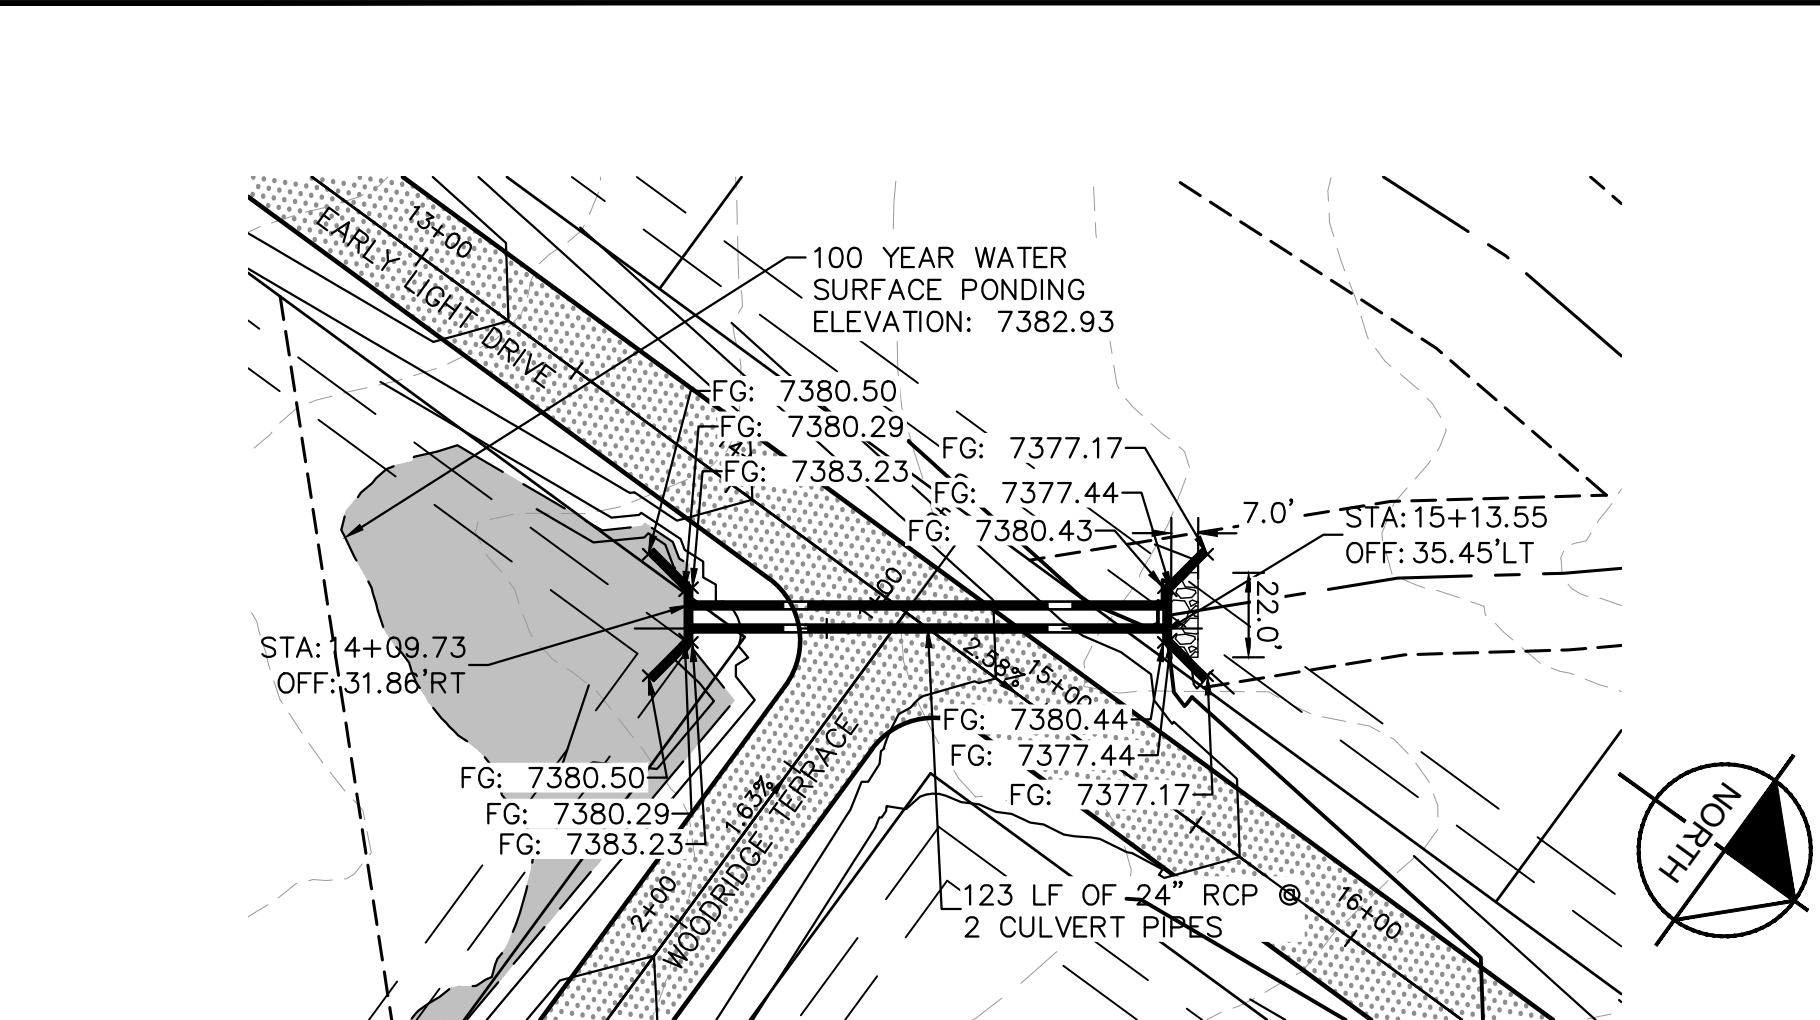 13+00
EARLY LIGHT DRIVE
100 YEAR WATER
SURFACE PONDING
ELEVATION: 7382.93
FG: 7380.50
FG: 7380.29
FG: 7383.23
FG: 7377.17
FG: 7377.44
FG: 7380.43
7.0'
STA: 15+13.55
OFF: 35.45'LT
22.0'
1+00
STA: 14+09.73
OFF: 31.86'RT
2.58%
15+00
FG: 7380.44
FG: 7377.44
FG: 7377.17
FG: 7380.50
FG: 7380.29
FG: 7383.23
1.63%
WOODRIDGE TERRACE
2+00
123 LF OF 24" RCP @
2 CULVERT PIPES
16+00
NORTH